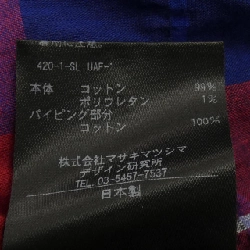 420-1-SL
本体 コットン 99%
ポリウレタン 1%
パイピング部分
コットン 100%
株式会社マサキマツシマ
デザイン研究所
TEL. 03-5457-7537
日本製